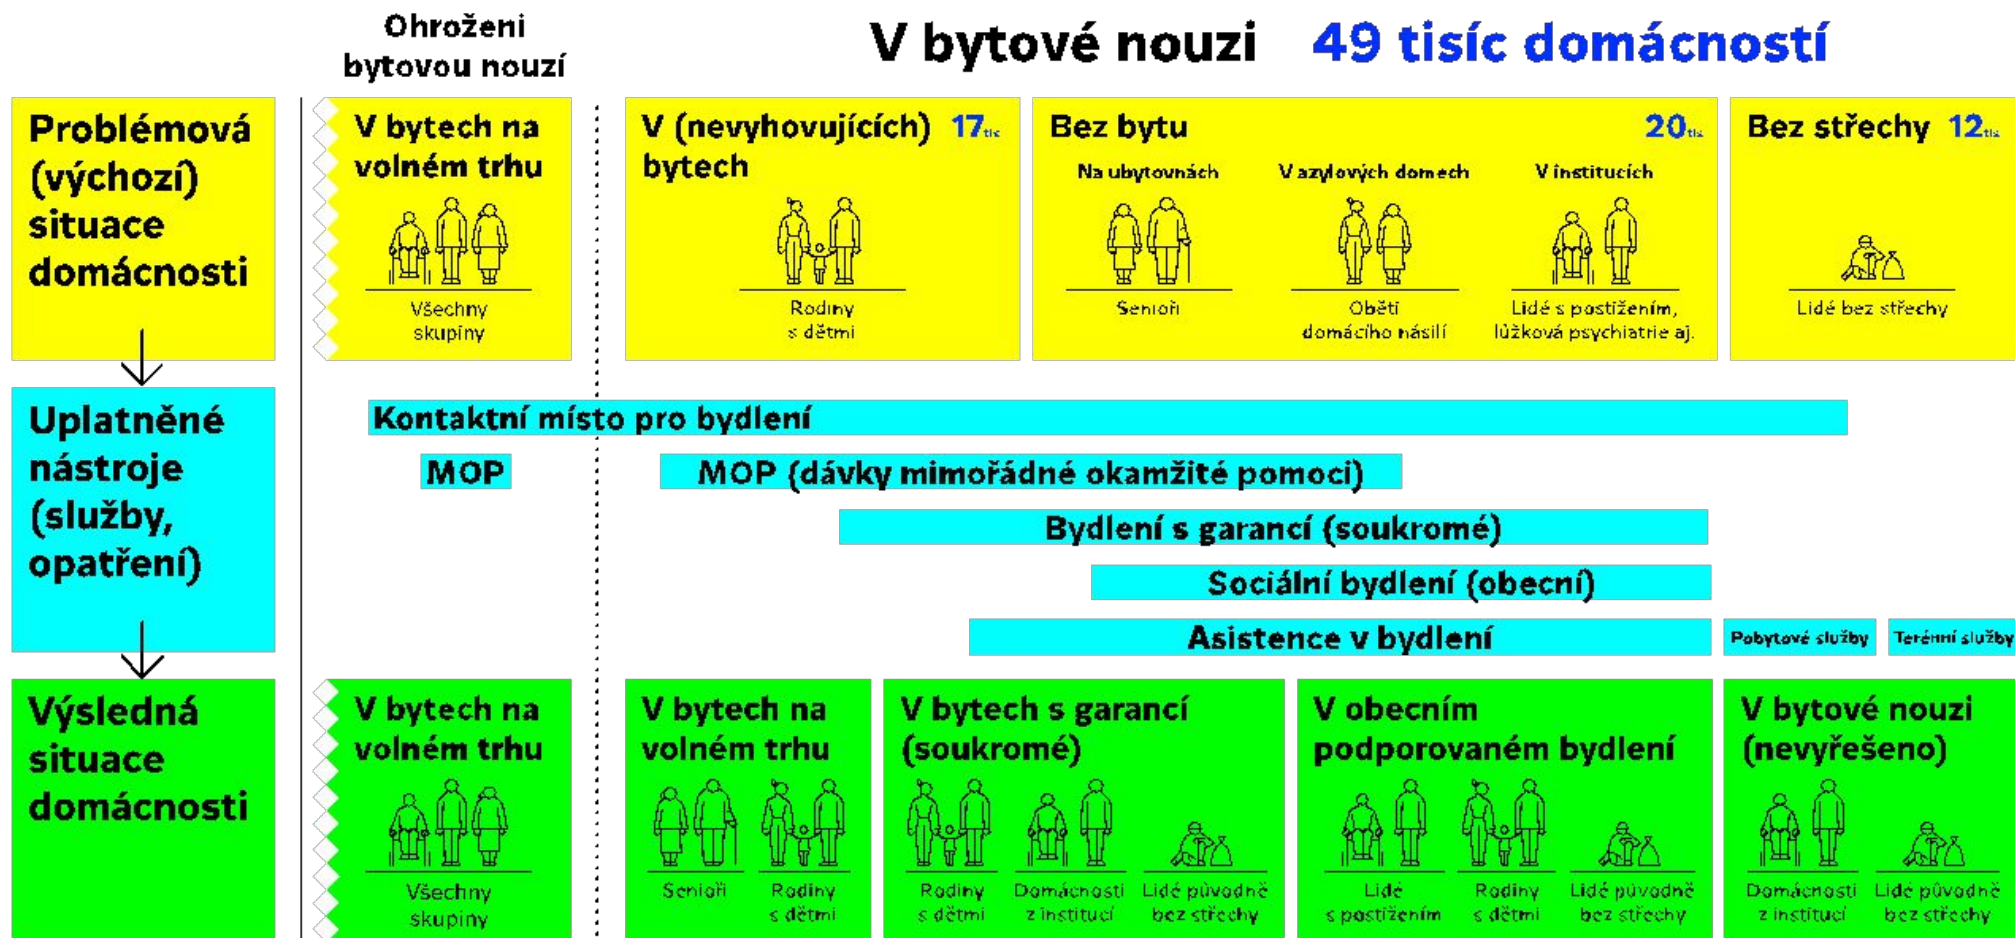 Ohroženi
bytovou nouzí
V bytové nouzi 49 tisíc domácností
Problémová
(výchozí)
situace
domácnosti
V bytech na
volném trhu
Všechny
skupiny
V (nevyhovujících) 17 tis.
bytech
Rodiny
s dětmi
Bez bytu 20 tis.
Na ubytovnách
Senioři
V azylových domech
Oběti
domácího násilí
V institucích
Lidé s postižením,
lůžková psychiatrie aj.
Bez střechy 12 tis.
Lidé bez střechy
Uplatněné
nástroje
(služby,
opatření)
Kontaktní místo pro bydlení
MOP
MOP (dávky mimořádné okamžité pomoci)
Bydlení s garancí (soukromé)
Sociální bydlení (obecní)
Asistence v bydlení
Pobytové služby
Terénní služby
Výsledná
situace
domácnosti
V bytech na
volném trhu
Všechny
skupiny
V bytech na
volném trhu
Senioři
Rodiny
s dětmi
V bytech s garancí
(soukromé)
Rodiny
s dětmi
Domácnosti
z institucí
Lidé původně
bez střechy
V obecním
podporovaném bydlení
Lidé
s postižením
Rodiny
s dětmi
Lidé původně
bez střechy
V bytové nouzi
(nevyřešeno)
Domácnosti
z institucí
Lidé původně
bez střechy